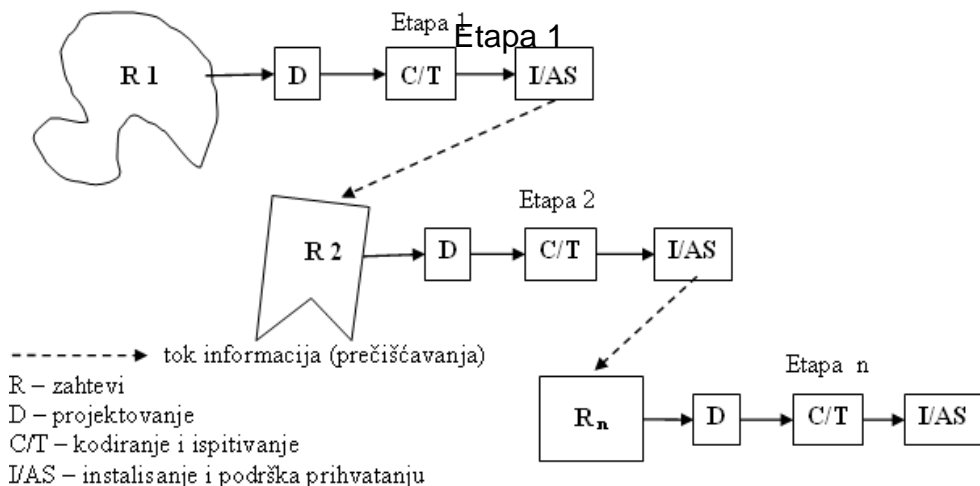 Etapa 1
Etapa 1
R 1
D
C/T
I/AS
Etapa 2
R 2
D
C/T
I/AS
tok informacija (prečišćavanja)
R – zahtevi
D – projektovanje
C/T – kodiranje i ispitivanje
I/AS – instalisanje i podrška prihvatanju
Etapa n
Rn
D
C/T
I/AS